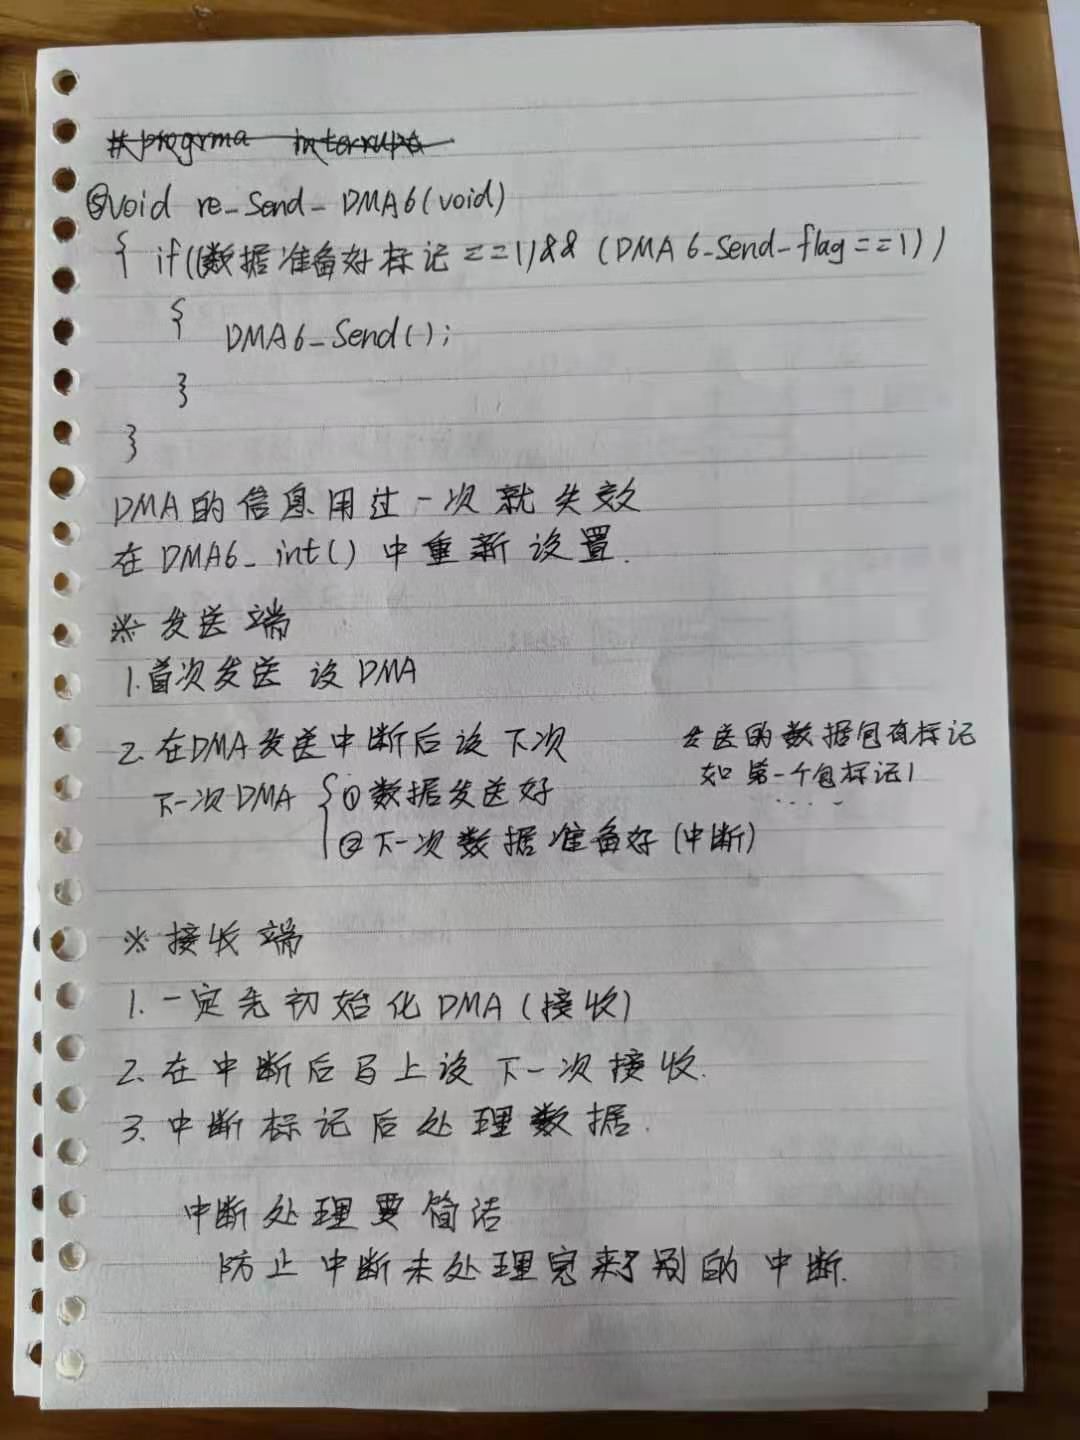 #progrma interrupt
⑤void re_Send_DMA6(void)
{ if((数据准备好标记==1)&&(DMA6_Send_flag==1))
{
DMA6_Send();
}
}
DMA的信息用过一次就失效
在DMA6_int()中重新设置.
※发送端
1.首次发送 设DMA
2.在DMA发送中断后设下次
发送的数据包有标记
如第一个包标记1
....
下一次DMA { ①数据发送好
②下一次数据准备好(中断)
※接收端
1.一定先初始化DMA(接收)
2.在中断后马上设下一次接收.
3.中断标记后处理数据.
中断处理要简洁
防止中断未处理完来了别的中断.